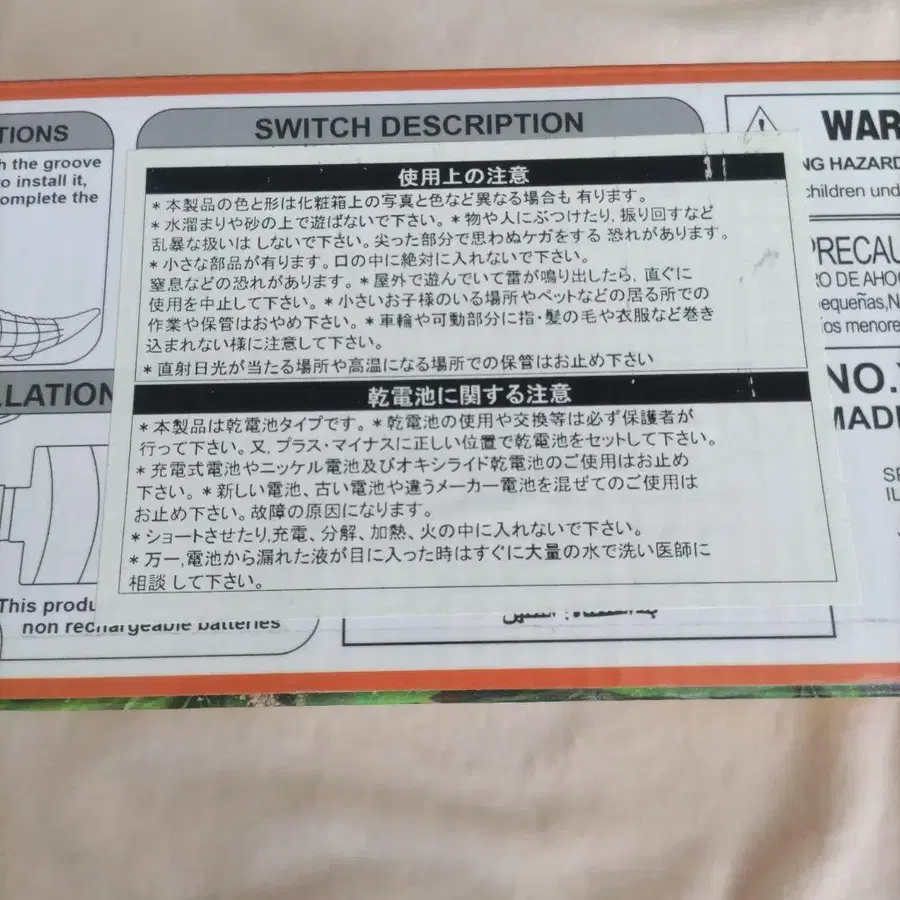 TIONS
h the groove
o install it,
omplete the
SWITCH DESCRIPTION
使用上の注意
*本製品の色と形は化粧箱上の写真と色など異なる場合も 有ります。
*水溜まりや砂の上で遊ばないで下さい。*物や人にぶつけたり, 振り回すなど
乱暴な扱いは しないで下さい。尖った部分で思わぬケガをする 恐れがあります。
*小さな部品が有ります。口の中に絶対に入れないで下さい。
窒息などの恐れがあります。*屋外で遊んでいて雷が鳴り出したら, 直ぐに
使用を中止して下さい。*小さいお子様のいる場所やペットなどの居る所での
作業や保管はおやめ下さい。*車輪や可動部分に指・髪の毛や衣服など巻き
込まれない様に注意して下さい。
*直射日光が当たる場所や高温になる場所での保管はお止め下さい
乾電池に関する注意
*本製品は乾電池タイプです。*乾電池の使用や交換等は必ず保護者が
行って下さい。又, プラス・マイナスに正しい位置で乾電池をセットして下さい。
*充電式電池やニッケル電池及びオキシライド乾電池のご使用はお止め
下さい。*新しい電池、古い電池や違うメーカー電池を混ぜてのご使用は
お止め下さい。故障の原因になります。
*ショートさせたり,充電、分解、加熱、火の中に入れないで下さい。
*万一,電池から漏れた液が目に入った時はすぐに大量の水で洗い医師に
相談 して下さい。
WAR
NG HAZARD
children und
PRECAU
RO DE AHOG
equeñas,N
ios menore
NO.
MADE
LLATION
This produ
non rechargeable batteries